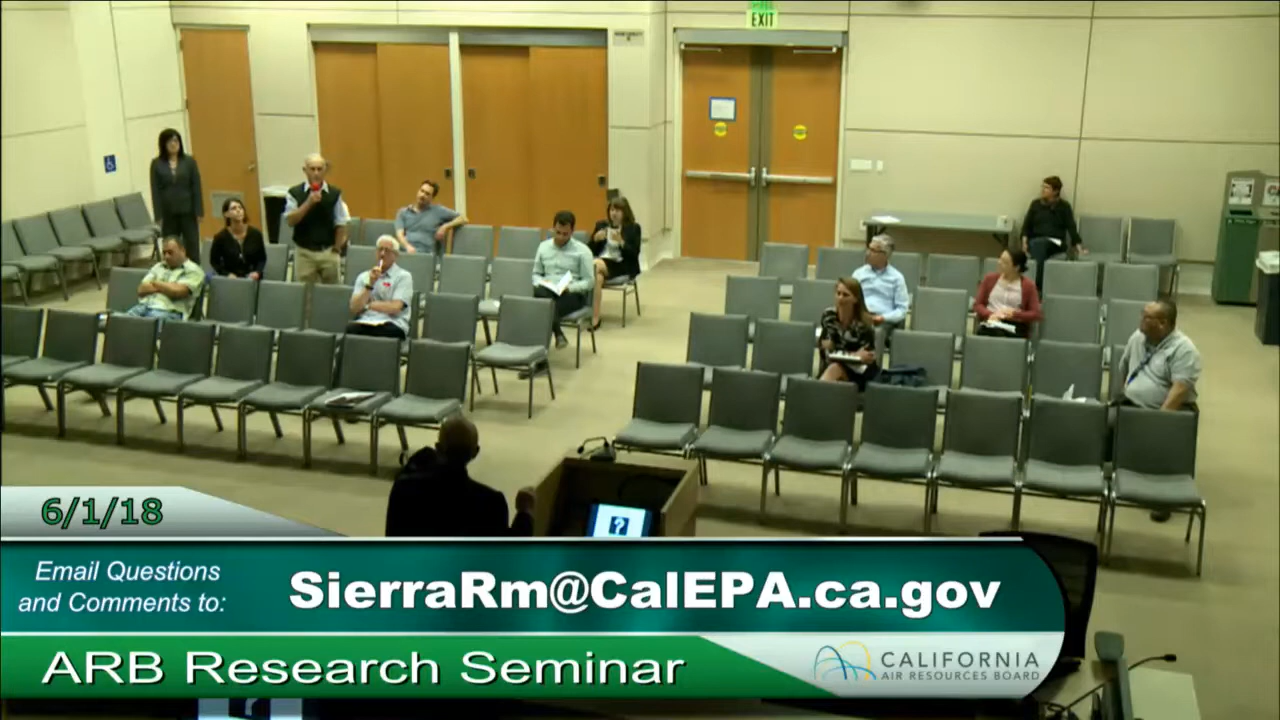 EXIT
6/1/18
Email Questions
and Comments to:
SierraRm@CalEPA.ca.gov
ARB Research Seminar
CALIFORNIA
AIR RESOURCES BOARD
?